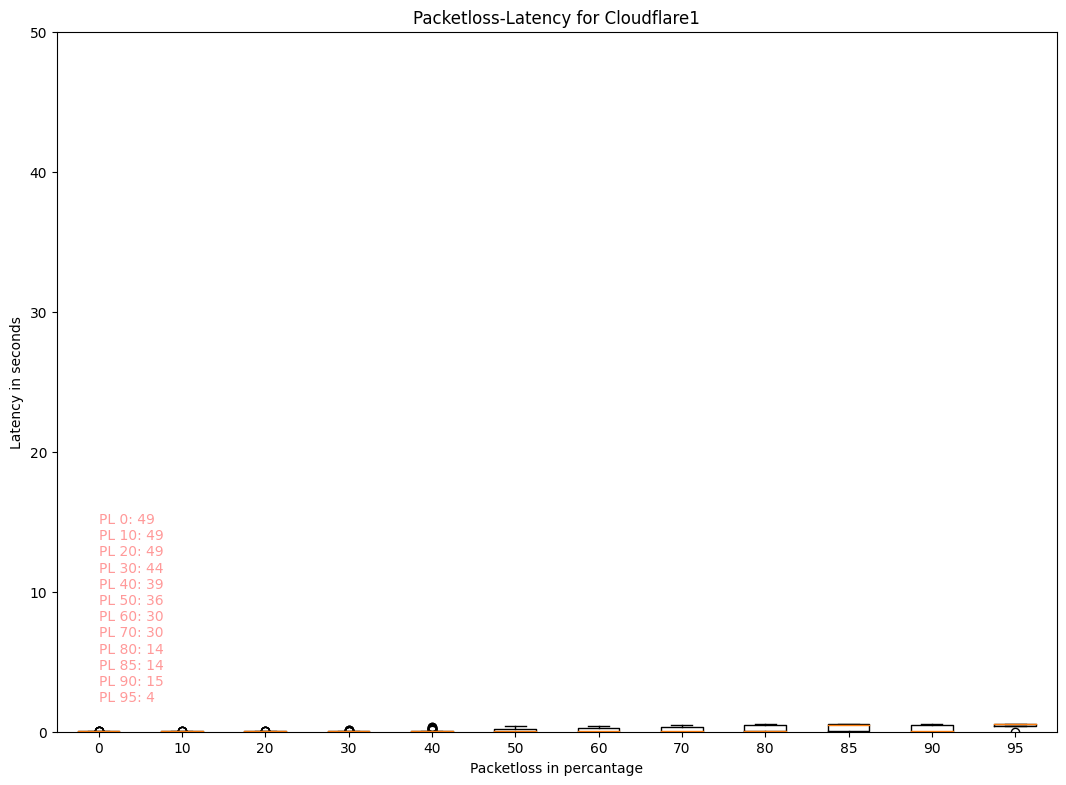 Packetloss-Latency for Cloudflare1
50
40
30
20
10
0
Latency in seconds
PL 0: 49
PL 10: 49
PL 20: 49
PL 30: 44
PL 40: 39
PL 50: 36
PL 60: 30
PL 70: 30
PL 80: 14
PL 85: 14
PL 90: 15
PL 95: 4
0 10 20 30 40 50 60 70 80 85 90 95
Packetloss in percantage